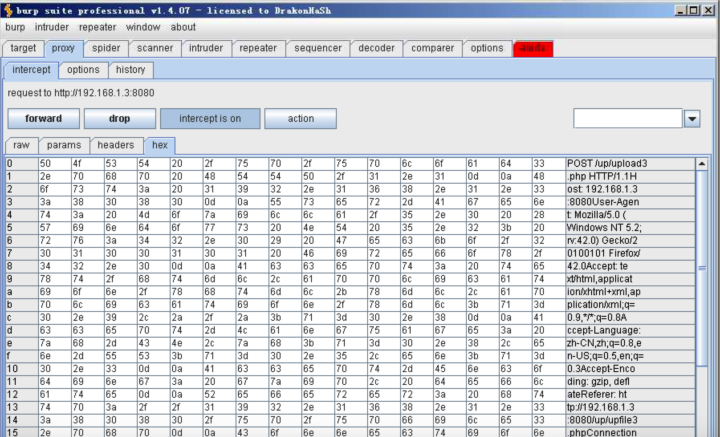 burp suite professional v1.4.07 - licensed to DrakonHaSh
burp intruder repeater window about
target proxy spider scanner intruder repeater sequencer decoder comparer options alerts
intercept options history
request to http://192.168.1.3:8080
forward drop intercept is on action
raw params headers hex
0 50 4f 53 54 20 2f 75 70 2f 75 70 6c 6f 61 64 33 POST /up/upload3
1 2e 70 68 70 20 48 54 54 50 2f 31 2e 31 0d 0a 48 .php HTTP/1.1H
2 6f 73 74 3a 20 31 39 32 2e 31 36 38 2e 31 2e 33 ost: 192.168.1.3
3 3a 38 30 38 30 0d 0a 55 73 65 72 2d 41 67 65 6e :8080User-Agen
4 74 3a 20 4d 6f 7a 69 6c 6c 61 2f 35 2e 30 20 28 t: Mozilla/5.0 (
5 57 69 6e 64 6f 77 73 20 4e 54 20 35 2e 32 3b 20 Windows NT 5.2;
6 72 76 3a 34 32 2e 30 29 20 47 65 63 6b 6f 2f 32 rv:42.0) Gecko/2
7 30 31 30 30 31 30 31 20 46 69 72 65 66 6f 78 2f 0100101 Firefox/
8 34 32 2e 30 0d 0a 41 63 63 65 70 74 3a 20 74 65 42.0Accept: te
9 78 74 2f 68 74 6d 6c 2c 61 70 70 6c 69 63 61 74 xt/html,applicat
a 69 6f 6e 2f 78 68 74 6d 6c 2b 78 6d 6c 2c 61 70 ion/xhtml+xml,ap
b 70 6c 69 63 61 74 69 6f 6e 2f 78 6d 6c 3b 71 3d plication/xml;q=
c 30 2e 39 2c 2a 2f 2a 3b 71 3d 30 2e 38 0d 0a 41 0.9,*/*;q=0.8A
d 63 63 65 70 74 2d 4c 61 6e 67 75 61 67 65 3a 20 ccept-Language:
e 7a 68 2d 43 4e 2c 7a 68 3b 71 3d 30 2e 38 2c 65 zh-CN,zh;q=0.8,e
f 6e 2d 55 53 3b 71 3d 30 2e 35 2c 65 6e 3b 71 3d n-US;q=0.5,en;q=
10 30 2e 33 0d 0a 41 63 63 65 70 74 2d 45 6e 63 6f 0.3Accept-Enco
11 64 69 6e 67 3a 20 67 7a 69 70 2c 20 64 65 66 6c ding: gzip, defl
12 61 74 65 0d 0a 52 65 66 65 72 65 72 3a 20 68 74 ateReferer: ht
13 74 70 3a 2f 2f 31 39 32 2e 31 36 38 2e 31 2e 33 tp://192.168.1.3
14 3a 38 30 38 30 2f 75 70 2f 75 70 66 69 6c 65 33 :8080/up/upfile3
15 2e 70 68 70 0d 0a 43 6f 6e 6e 65 63 74 69 6f 6e .phpConnection